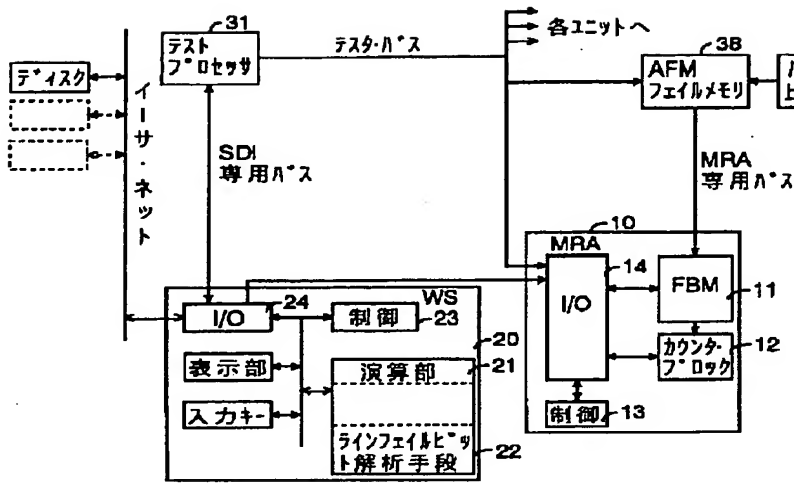 31
テスト
プロセッサ
テスタ・バス
各ユニットへ
38
AFM
フェイルメモリ
ディスク
イーサ・ネット
SDI
専用バス
MRA
専用バス
10
MRA
14
I/O
FBM
11
カウンタ・
ブロック
12
制御
13
WS
I/O
24
制御
23
20
表示部
演算部
21
入力キー
ラインフェイルビッ
ト解析手段
22